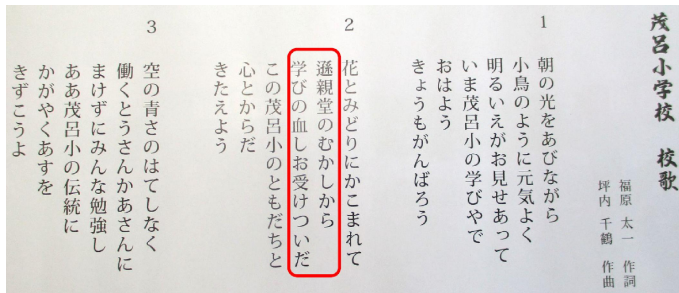 茂呂小学校 校歌
福原 太一 作詞
坪内 千鶴 作曲
1
朝の光をあびながら
小鳥のように元気よく
明るいえがお見せあって
いま茂呂小の学びやで
おはよう
きょうもがんばろう
2
花とみどりにかこまれて
遜親堂のむかしから
学びの血しお受けついだ
この茂呂小のともだちと
心とからだ
きたえよう
3
空の青さのはてしなく
働くとうさんかあさんに
まけずにみんな勉強し
ああ茂呂小の伝統に
かがやくあすを
きずこうよ